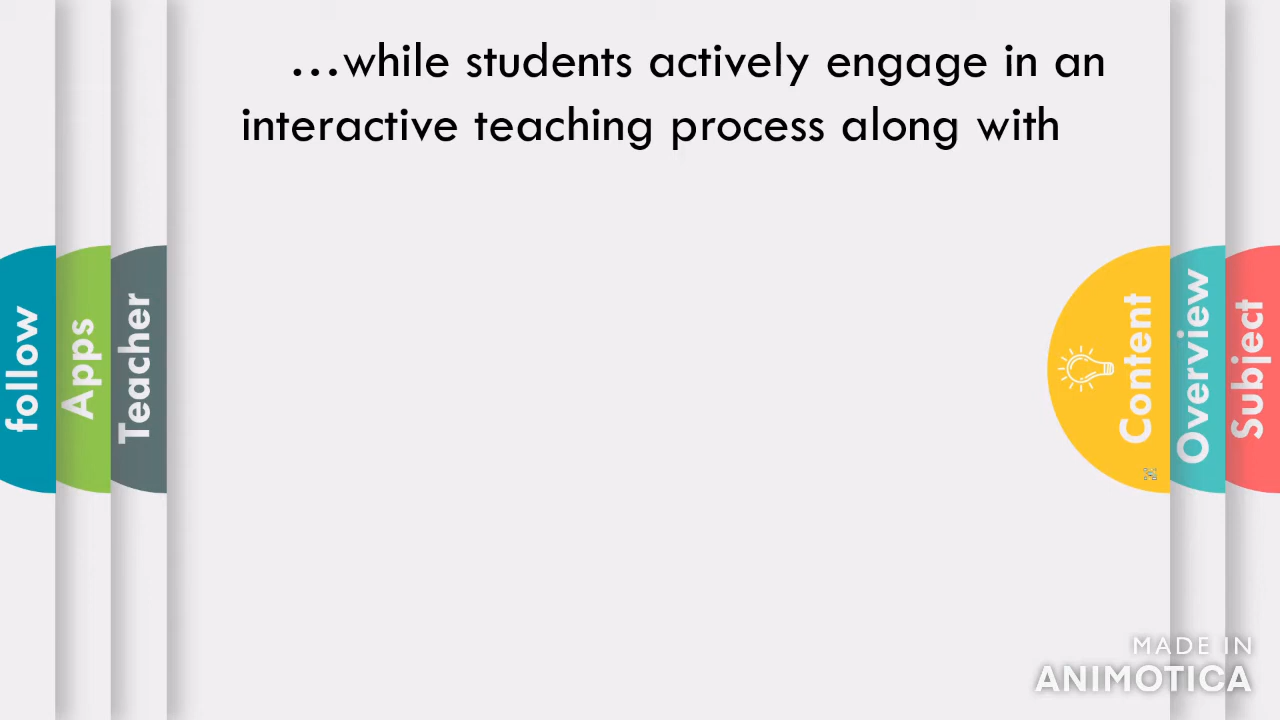 …while students actively engage in an
interactive teaching process along with
follow
Apps
Teacher
Content
Overview
Subject
MADE IN
ANIMOTICA